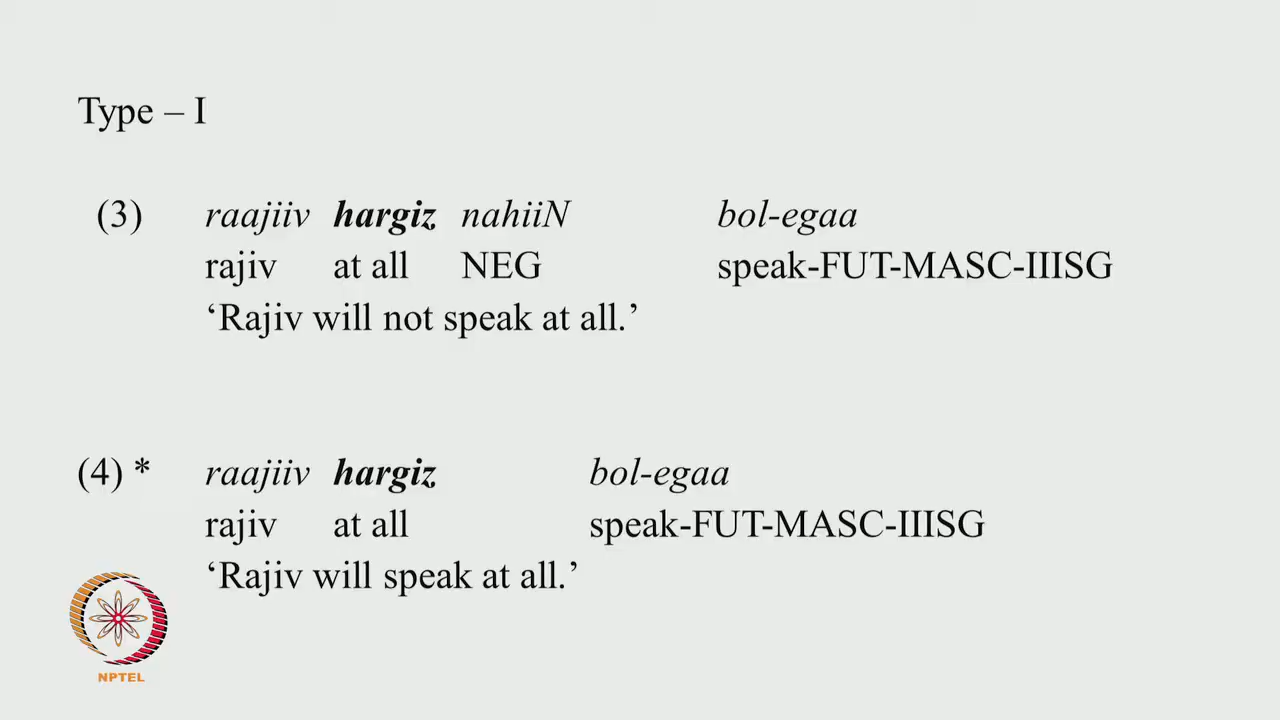 Type – I
(3) raajiiv hargiz nahiiN bol-egaa
rajiv at all NEG speak-FUT-MASC-IIISG
‘Rajiv will not speak at all.’
(4) * raajiiv hargiz bol-egaa
rajiv at all speak-FUT-MASC-IIISG
‘Rajiv will speak at all.’
NPTEL